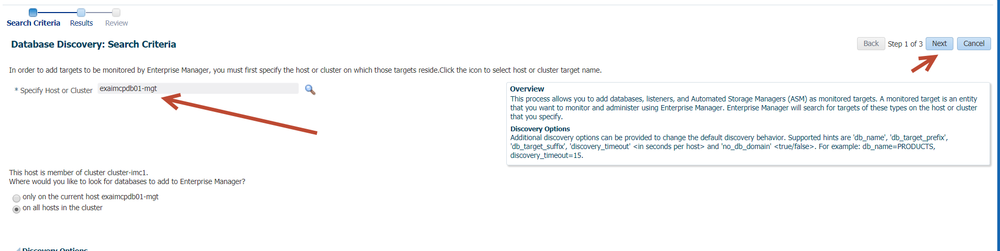 Search Criteria Results Review
Database Discovery: Search Criteria
Back Step 1 of 3 Next Cancel
In order to add targets to be monitored by Enterprise Manager, you must first specify the host or cluster on which those targets reside.Click the icon to select host or cluster target name.
* Specify Host or Cluster exaimcpdb01-mgt
Overview
This process allows you to add databases, listeners, and Automated Storage Managers (ASM) as monitored targets. A monitored target is an entity
that you want to monitor and administer using Enterprise Manager. Enterprise Manager will search for targets of these types on the host or cluster
that you specify.
Discovery Options
Additional discovery options can be provided to change the default discovery behavior. Supported hints are 'db_name', 'db_target_prefix',
'db_target_suffix', 'discovery_timeout' <in seconds per host> and 'no_db_domain' <true/false>. For example: db_name=PRODUCTS,
discovery_timeout=15.
This host is member of cluster cluster-imc1.
Where would you like to look for databases to add to Enterprise Manager?
only on the current host exaimcpdb01-mgt
on all hosts in the cluster
Discovery Options